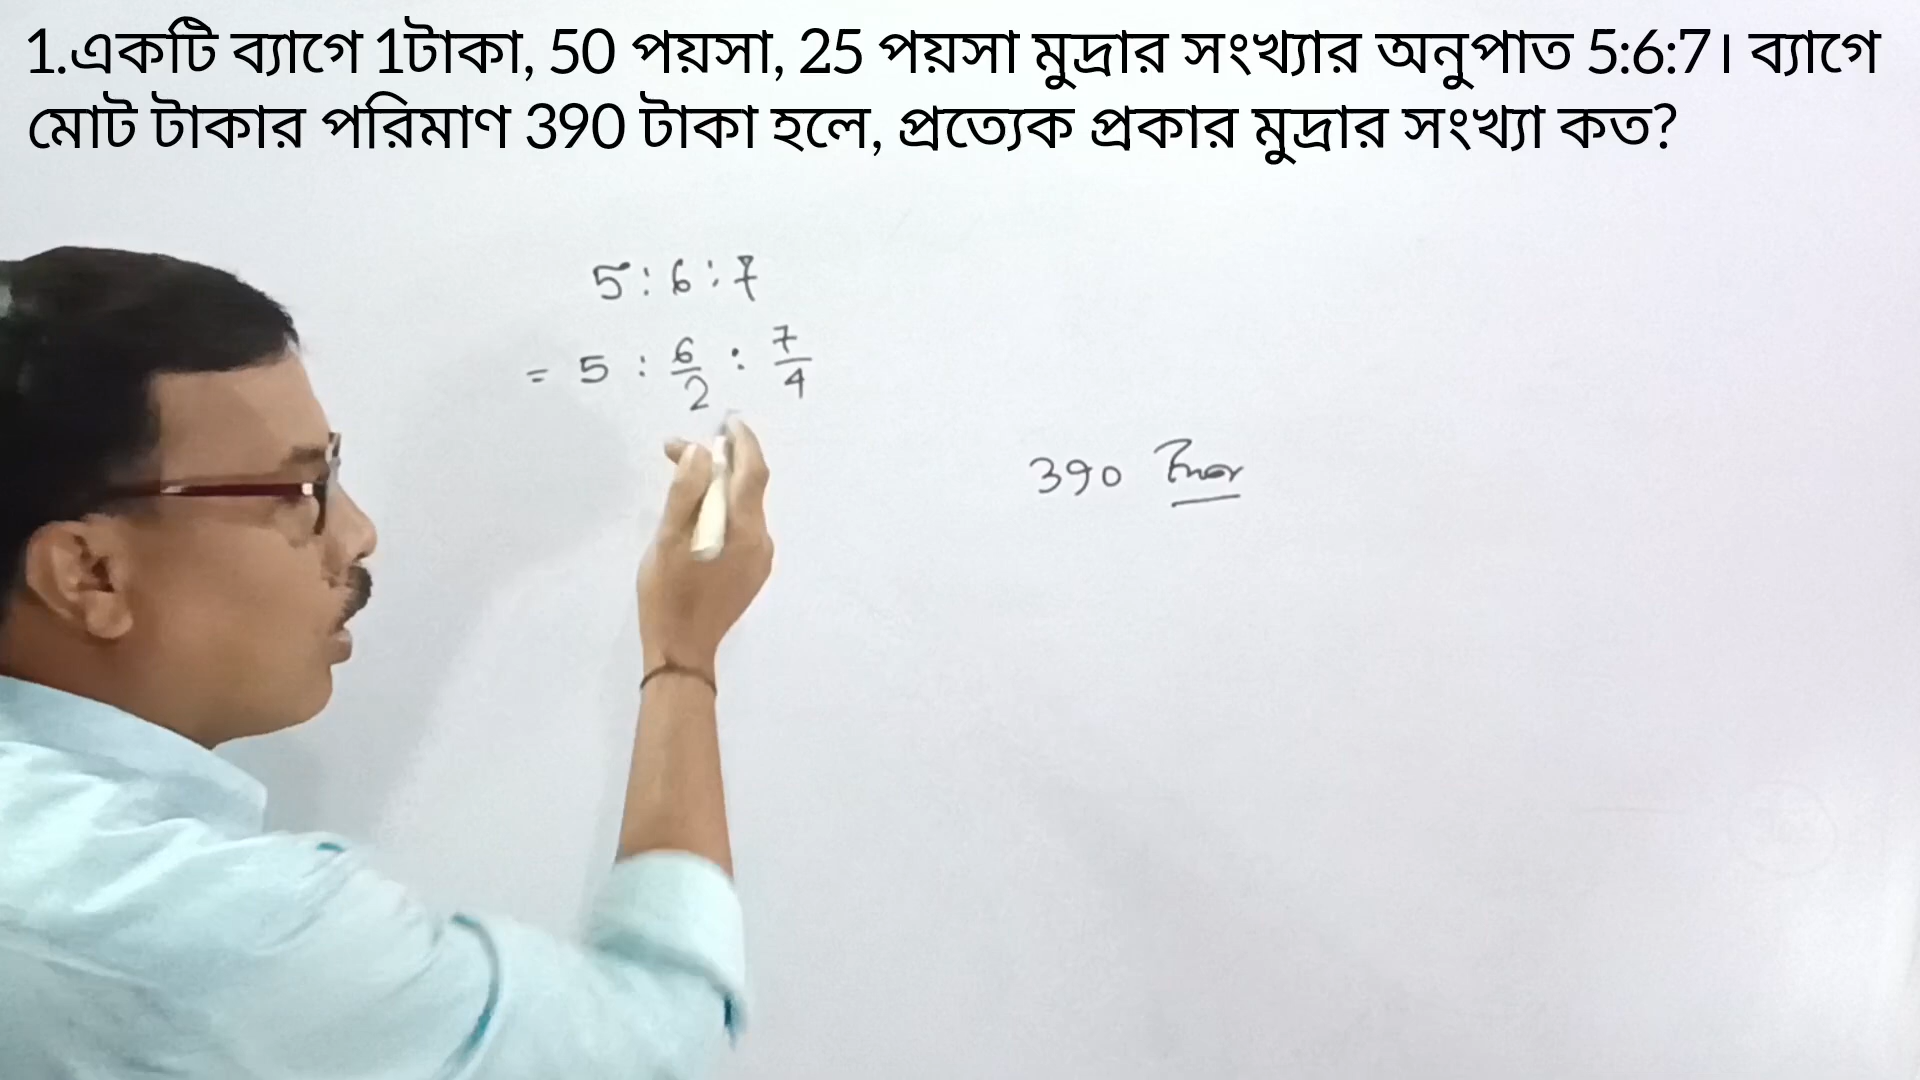 1.একটি ব্যাগে 1টাকা, 50 পয়সা, 25 পয়সা মুদ্রার সংখ্যার অনুপাত 5:6:7। ব্যাগে
মোট টাকার পরিমাণ 390 টাকা হলে, প্রত্যেক প্রকার মুদ্রার সংখ্যা কত?
5:6:7
= 5 : 6/2 : 7/4
390 টাকা